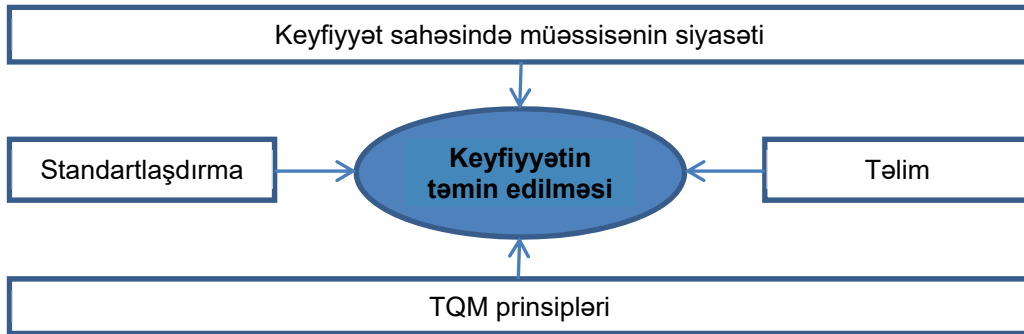 Keyfiyyət sahəsində müəssisənin siyasəti
Standartlaşdırma
Keyfiyyətin
təmin edilməsi
Təlim
TQM prinsipləri